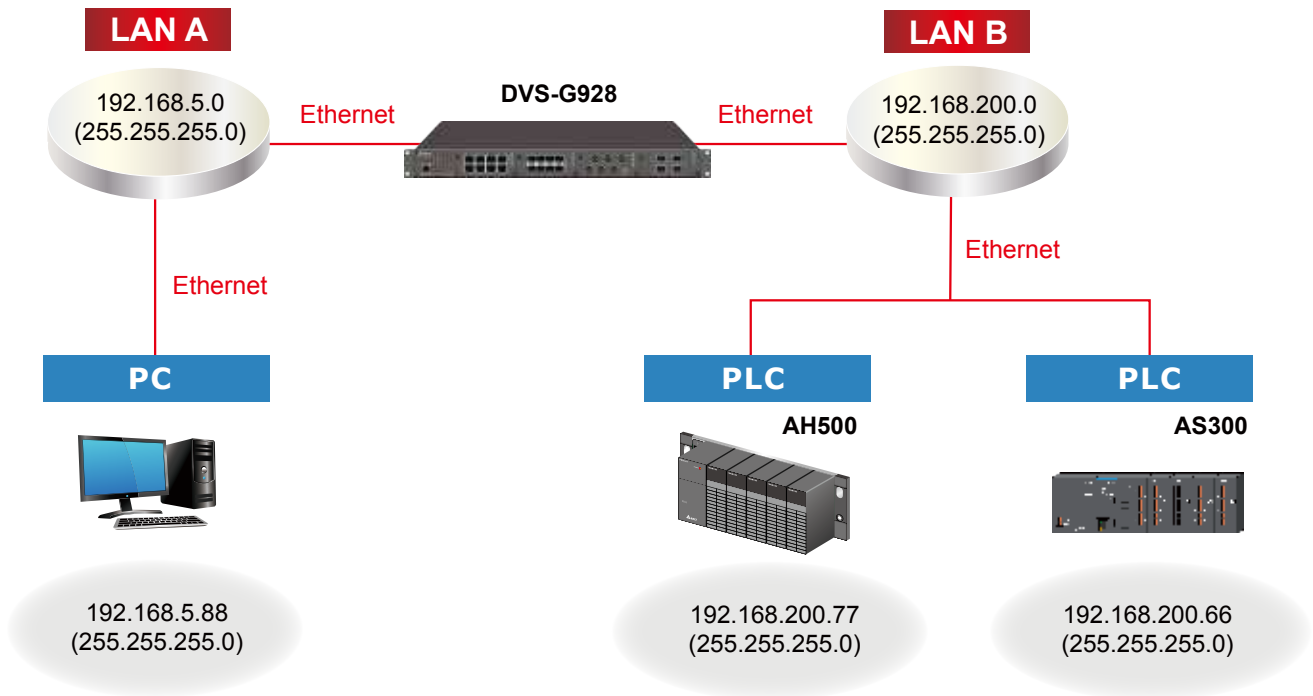 LAN A
LAN B
192.168.5.0
(255.255.255.0)
Ethernet
DVS-G928
Ethernet
192.168.200.0
(255.255.255.0)
Ethernet
Ethernet
PC
PLC
PLC
AH500
AS300
192.168.5.88
(255.255.255.0)
192.168.200.77
(255.255.255.0)
192.168.200.66
(255.255.255.0)